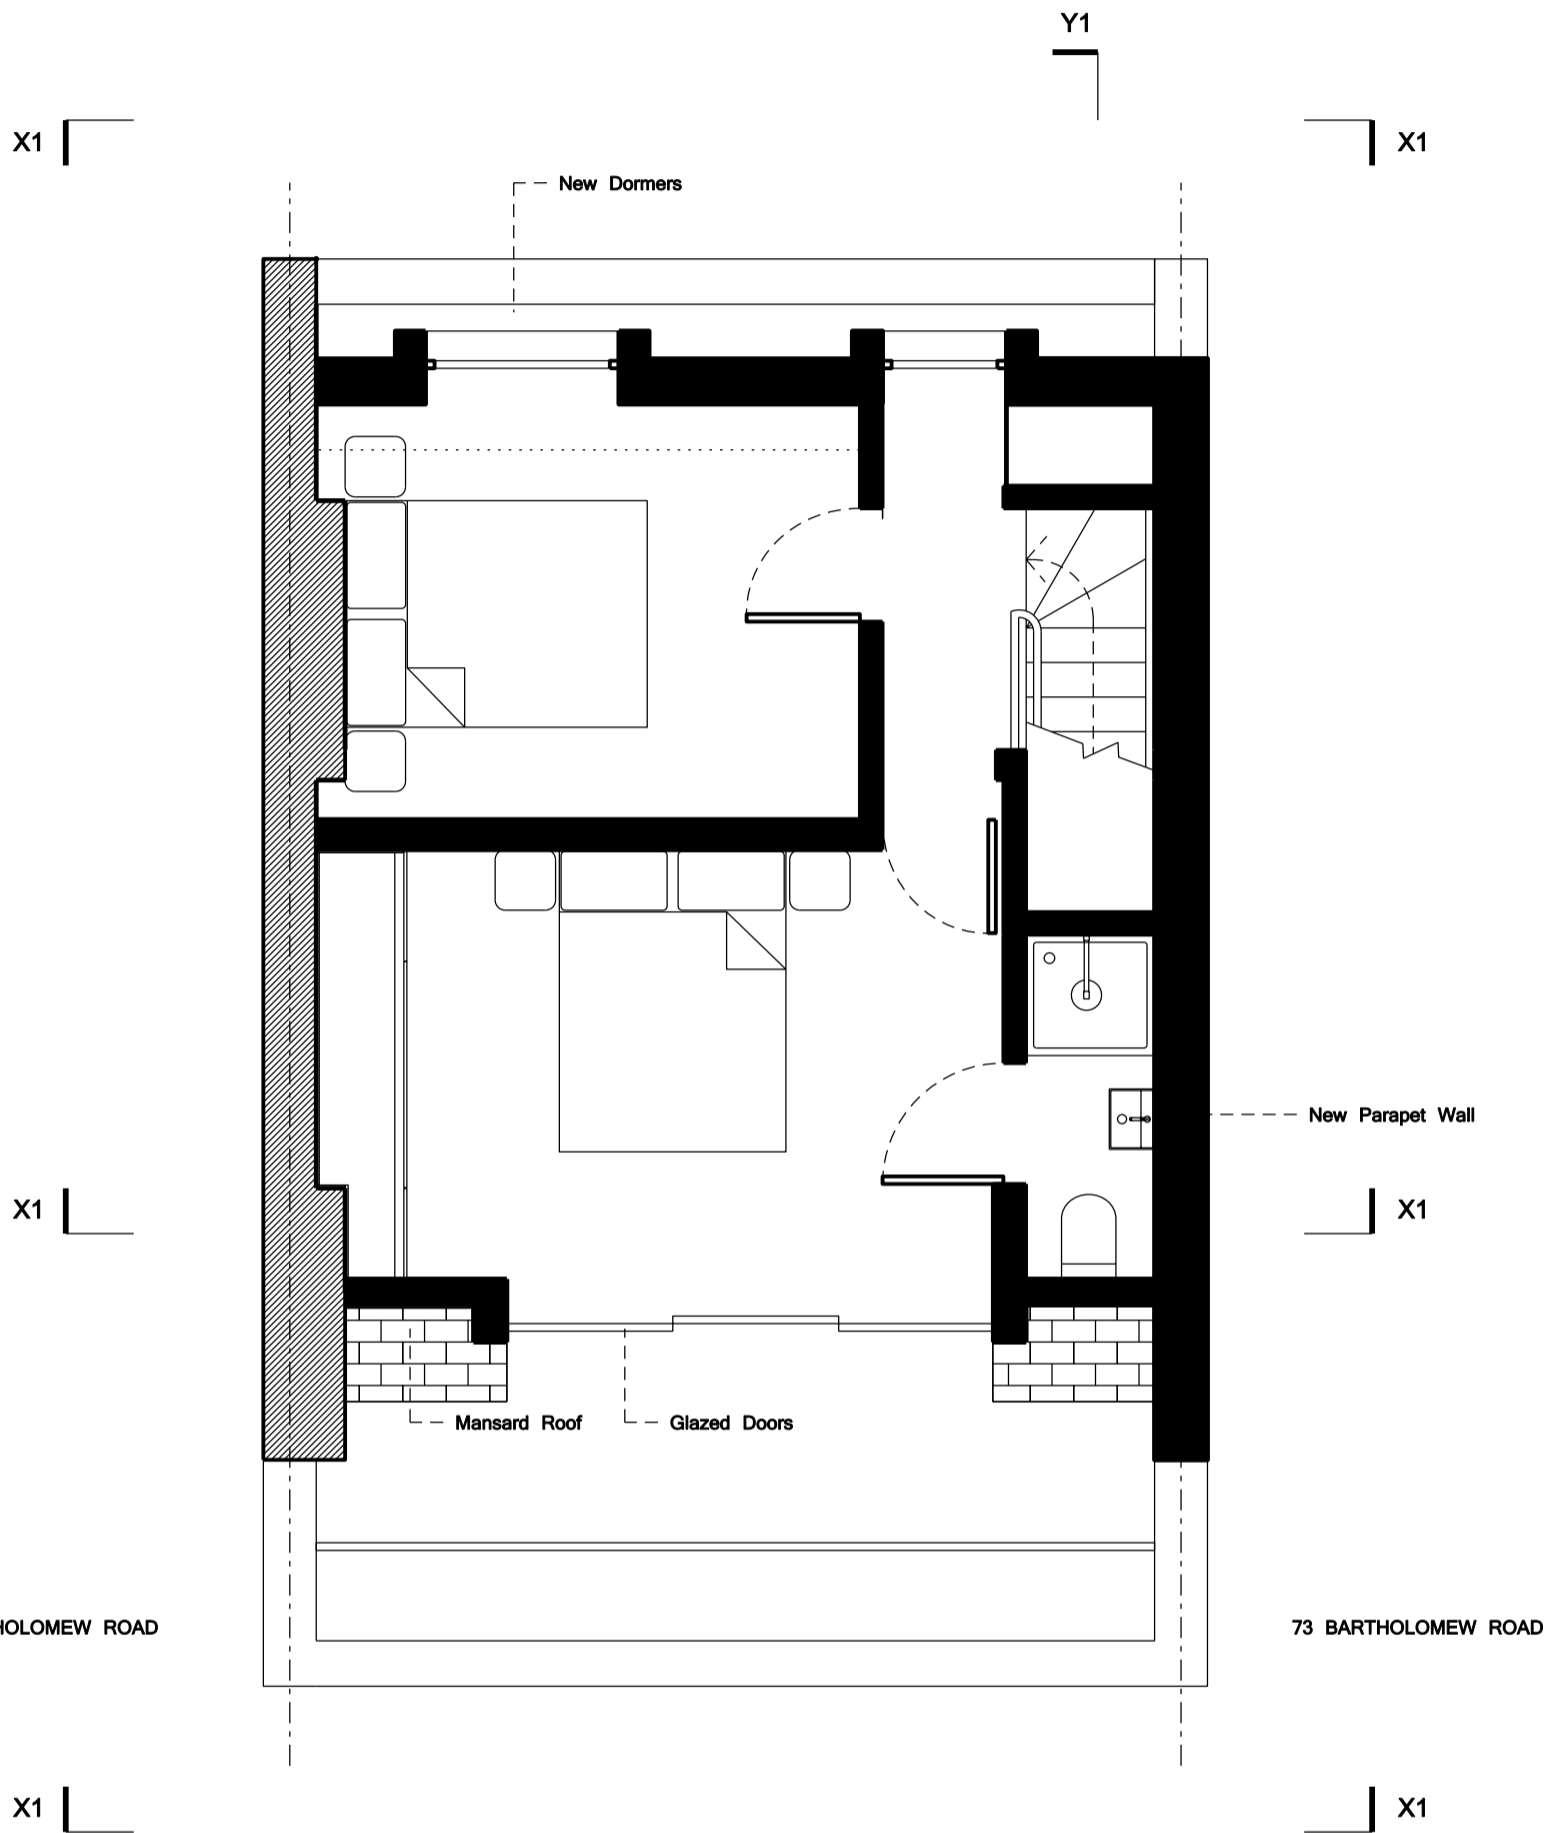 Y1
X1
X1
New Dormers
New Parapet Wall
X1
X1
Mansard Roof
Glazed Doors
HOLOMEW ROAD
73 BARTHOLOMEW ROAD
X1
X1